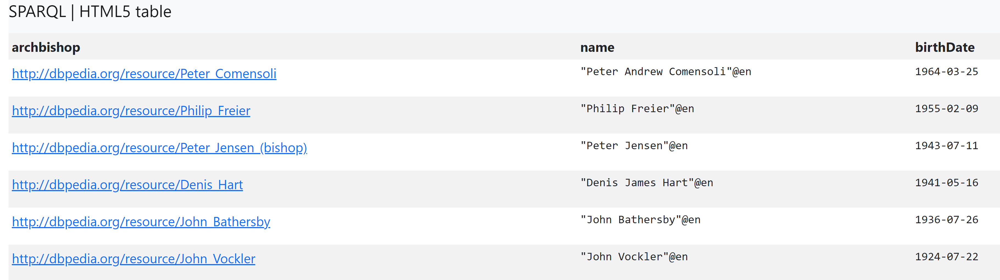 SPARQL | HTML5 table
archbishop name birthDate
http://dbpedia.org/resource/Peter_Comensoli "Peter Andrew Comensoli"@en 1964-03-25
http://dbpedia.org/resource/Philip_Freier "Philip Freier"@en 1955-02-09
http://dbpedia.org/resource/Peter_Jensen_(bishop) "Peter Jensen"@en 1943-07-11
http://dbpedia.org/resource/Denis_Hart "Denis James Hart"@en 1941-05-16
http://dbpedia.org/resource/John_Bathersby "John Bathersby"@en 1936-07-26
http://dbpedia.org/resource/John_Vockler "John Vockler"@en 1924-07-22